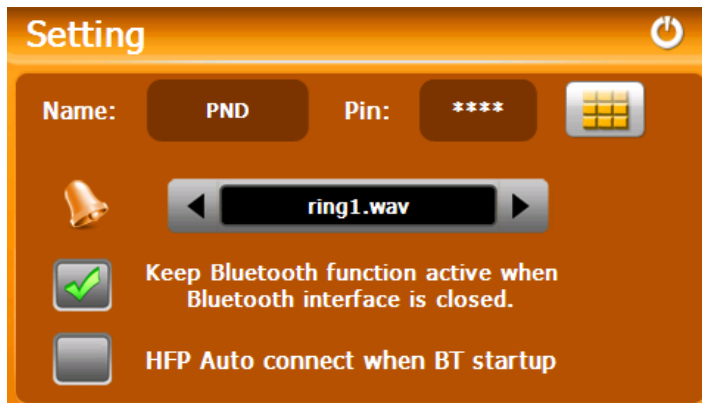 Setting
Name: PND Pin: ****
ring1.wav
Keep Bluetooth function active when
Bluetooth interface is closed.
HFP Auto connect when BT startup